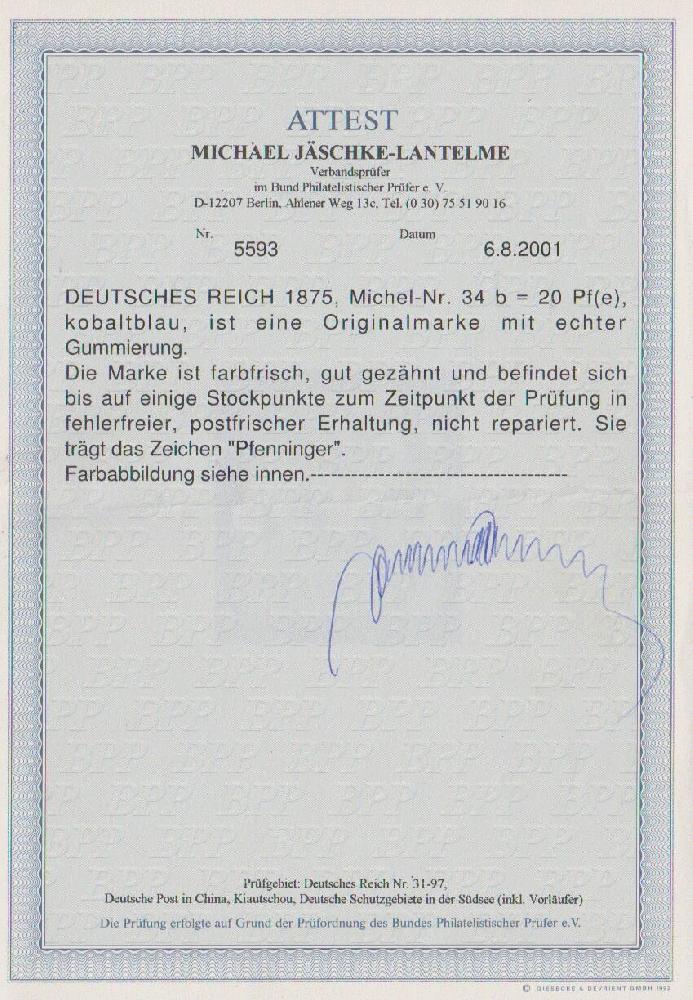 ATTEST
MICHAEL JÄSCHKE-LANTELME
Verbandsprüfer
im Bund Philatelistischer Prüfer e. V.
D-12207 Berlin, Ahlener Weg 13c, Tel. (0 30) 75 51 90 16
Nr. Datum
5593 6.8.2001
DEUTSCHES REICH 1875, Michel-Nr. 34 b = 20 Pf(e),
kobaltblau, ist eine Originalmarke mit echter
Gummierung.
Die Marke ist farbfrisch, gut gezähnt und befindet sich
bis auf einige Stockpunkte zum Zeitpunkt der Prüfung in
fehlerfreier, postfrischer Erhaltung, nicht repariert. Sie
trägt das Zeichen "Pfenninger".
Farbabbildung siehe innen.--------------------------------------
Prüfgebiet: Deutsches Reich Nr. 31-97,
Deutsche Post in China, Kiautschou, Deutsche Schutzgebiete in der Südsee (inkl. Vorläufer)
Die Prüfung erfolgte auf Grund der Prüfordnung des Bundes Philatelistischer Prüfer e.V.
© GIESECKE & DEVRIENT GMBH 1992